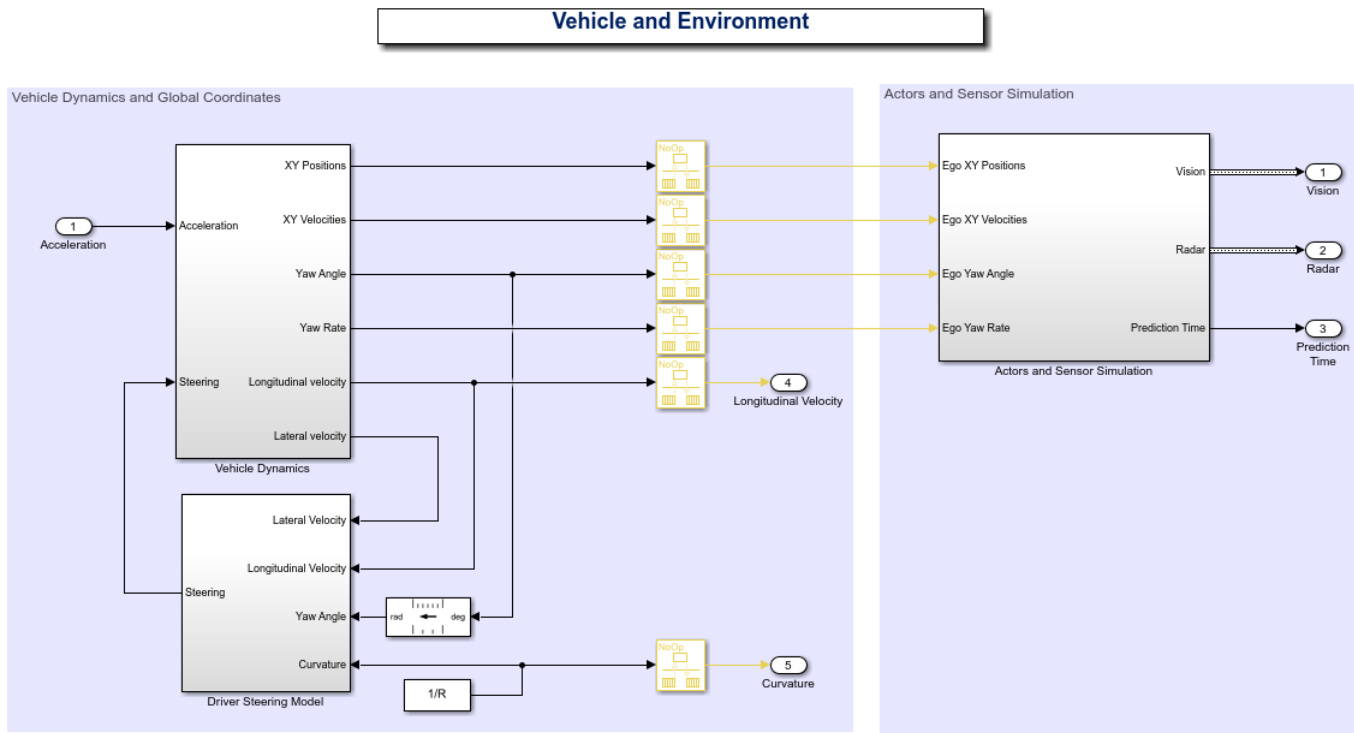 Vehicle and Environment
Vehicle Dynamics and Global Coordinates
1
Acceleration
Acceleration
Steering
XY Positions
XY Velocities
Yaw Angle
Yaw Rate
Longitudinal velocity
Lateral velocity
Vehicle Dynamics
NoOp
NoOp
NoOp
NoOp
NoOp
4
Longitudinal Velocity
Lateral Velocity
Longitudinal Velocity
Steering
Yaw Angle
Curvature
Driver Steering Model
rad
deg
1/R
NoOp
5
Curvature
Actors and Sensor Simulation
Ego XY Positions
Ego XY Velocities
Ego Yaw Angle
Ego Yaw Rate
Vision
Radar
Prediction Time
Actors and Sensor Simulation
1
Vision
2
Radar
3
Prediction
Time